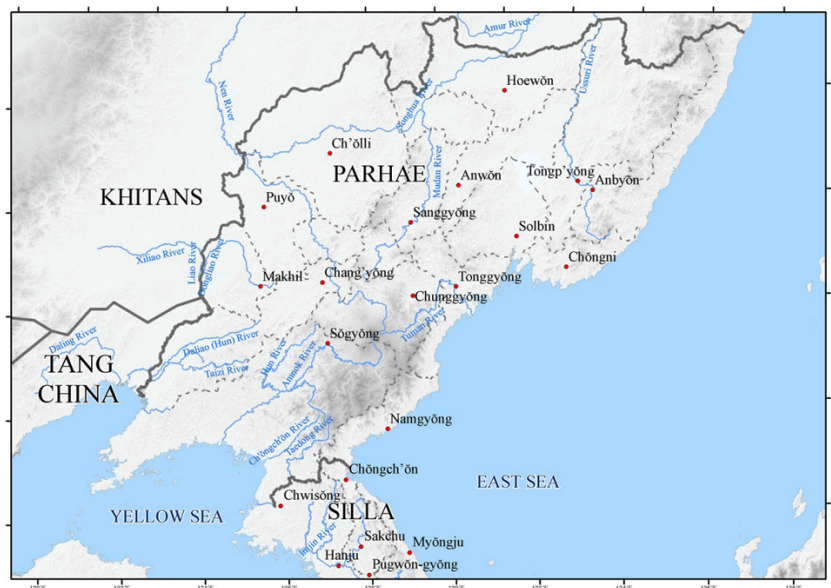 Amur River
Nen River
Songhua River
Ussuri River
Hoewŏn
Ch'ŏlli
PARHAE
Mudan River
Anwŏn
Tongp'yŏng
Anbyŏn
KHITANS
Puyŏ
Sanggyŏng
Solbin
Xiliao River
Liao River
Dongliao River
Makhil
Chang'yŏng
Chunggyŏng
Tonggyŏng
Chŏngni
Tuman River
Daling River
TANG
CHINA
Daliao (Hun) River
Taizi River
Hun River
Amnok River
Sŏgyŏng
Namgyŏng
Ch'ŏngch'ŏn River
Taedong River
Chŏngch'ŏn
EAST SEA
YELLOW SEA
Chwisŏng
SILLA
Imjin River
Sakchu
Hanju
Myŏngju
Pugwŏn-gyŏng